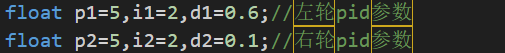 float p1=5,i1=2,d1=0.6;//左轮pid参数
float p2=5,i2=2,d2=0.1;//右轮pid参数